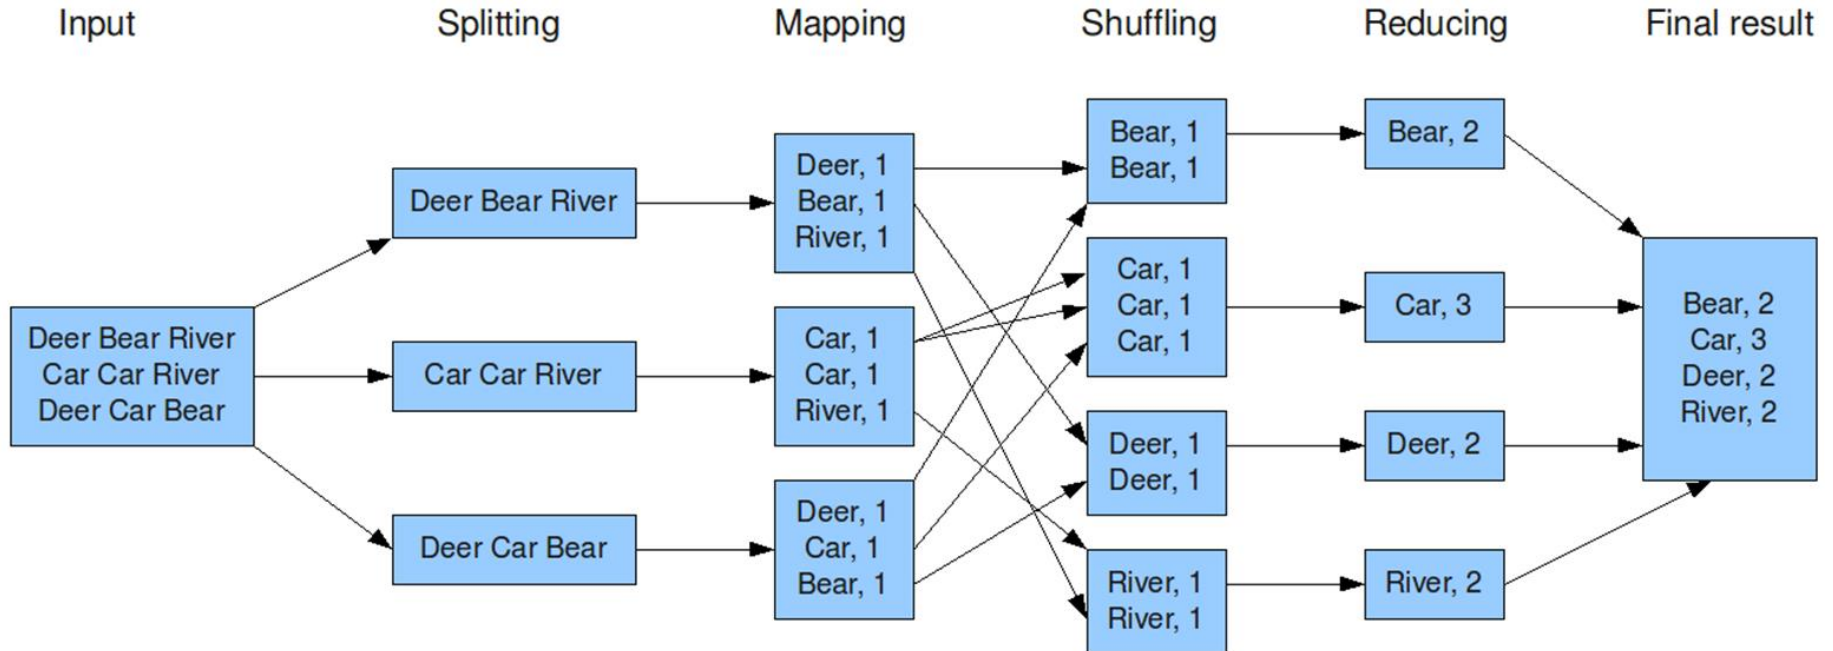 Input
Splitting
Mapping
Shuffling
Reducing
Final result
Deer Bear River
Car Car River
Deer Car Bear
Deer Bear River
Car Car River
Deer Car Bear
Deer, 1
Bear, 1
River, 1
Car, 1
Car, 1
River, 1
Deer, 1
Car, 1
Bear, 1
Bear, 1
Bear, 1
Car, 1
Car, 1
Car, 1
Deer, 1
Deer, 1
River, 1
River, 1
Bear, 2
Car, 3
Deer, 2
River, 2
Bear, 2
Car, 3
Deer, 2
River, 2